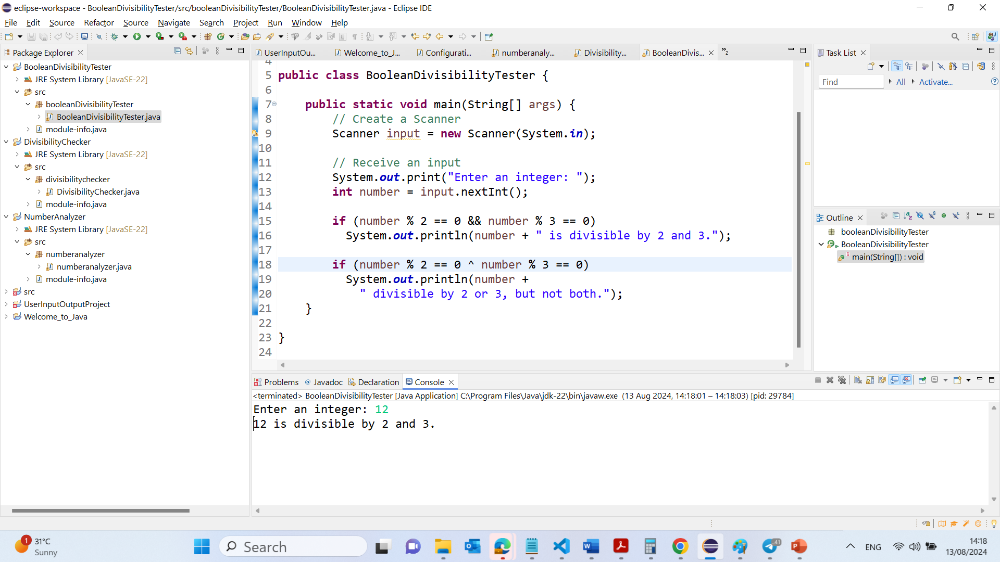 eclipse-workspace - BooleanDivisibilityTester/src/booleanDivisibilityTester/BooleanDivisibilityTester.java - Eclipse IDE
File Edit Source Refactor Source Navigate Search Project Run Window Help
Package Explorer
BooleanDivisibilityTester
JRE System Library [JavaSE-22]
src
booleanDivisibilityTester
BooleanDivisibilityTester.java
module-info.java
DivisibilityChecker
JRE System Library [JavaSE-22]
src
divisibilitychecker
DivisibilityChecker.java
module-info.java
NumberAnalyzer
JRE System Library [JavaSE-22]
src
numberanalyzer
numberanalyzer.java
module-info.java
src
UserInputOutputProject
Welcome_to_Java
UserInputOu... Welcome_to_J... Configurati... numberanaly... Divisibility... BooleanDivis... »2
4
5 public class BooleanDivisibilityTester {
6
7 public static void main(String[] args) {
8 // Create a Scanner
9 Scanner input = new Scanner(System.in);
10
11 // Receive an input
12 System.out.print("Enter an integer: ");
13 int number = input.nextInt();
14
15 if (number % 2 == 0 && number % 3 == 0)
16 System.out.println(number + " is divisible by 2 and 3.");
17
18 if (number % 2 == 0 ^ number % 3 == 0)
19 System.out.println(number +
20 " divisible by 2 or 3, but not both.");
21 }
22
23 }
24
Task List
Find All Activate...
Outline
booleanDivisibilityTester
BooleanDivisibilityTester
main(String[]) : void
Problems @ Javadoc Declaration Console
<terminated> BooleanDivisibilityTester [Java Application] C:\Program Files\Java\jdk-22\bin\javaw.exe (13 Aug 2024, 14:18:01 – 14:18:03) [pid: 29784]
Enter an integer: 12
12 is divisible by 2 and 3.
1
31°C
Sunny
Search
41
ENG
14:18
13/08/2024